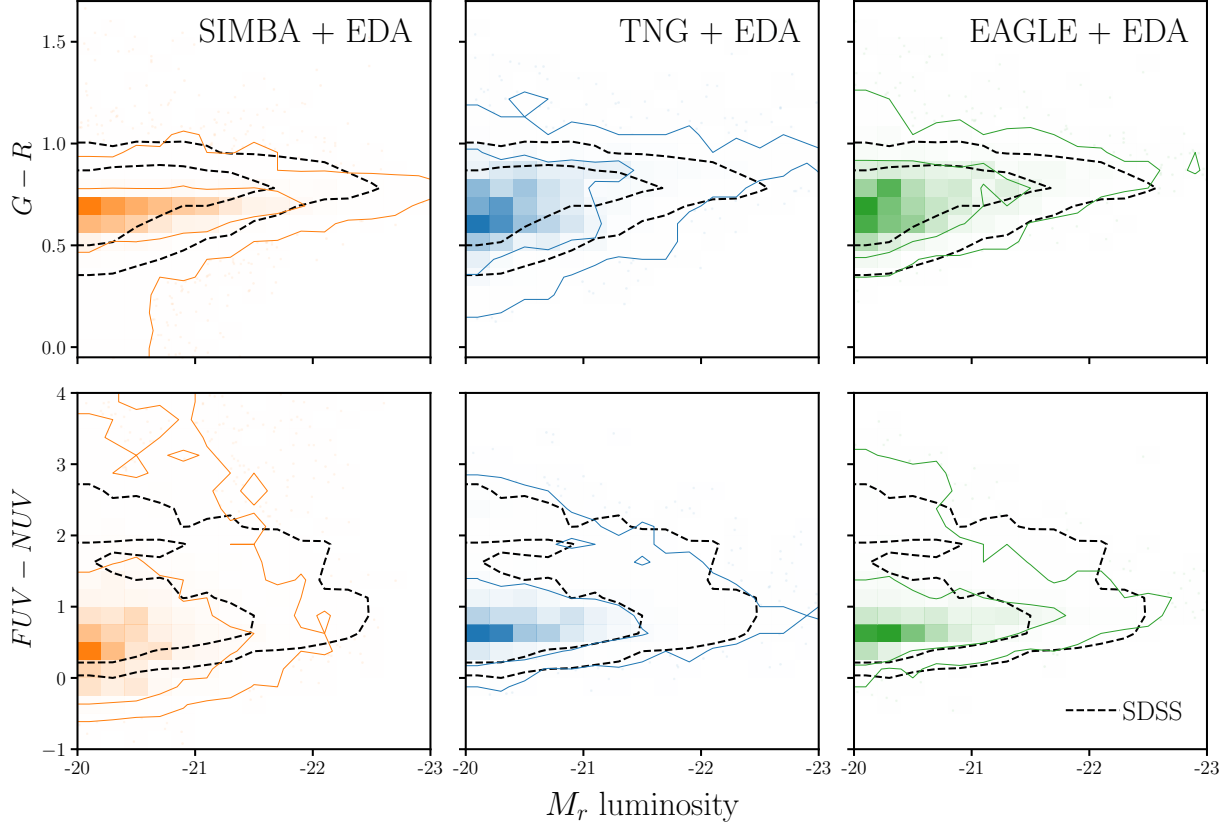 SIMBA + EDA
TNG + EDA
EAGLE + EDA
1.5
1.0
0.5
0.0
G − R
4
3
2
1
0
−1
FUV − NUV
SDSS
-20 -21 -22 -23
-20 -21 -22 -23
-20 -21 -22 -23
M_r luminosity